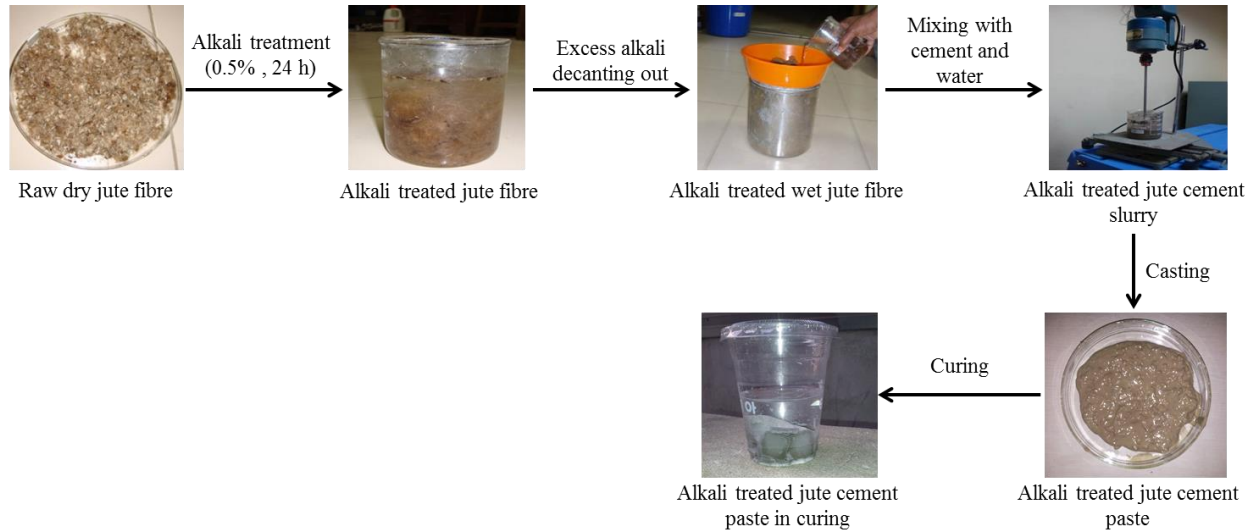 Alkali treatment
(0.5% , 24 h)
Excess alkali
decanting out
Mixing with
cement and
water
Raw dry jute fibre
Alkali treated jute fibre
Alkali treated wet jute fibre
Alkali treated jute cement
slurry
Casting
Curing
Alkali treated jute cement
paste in curing
Alkali treated jute cement
paste